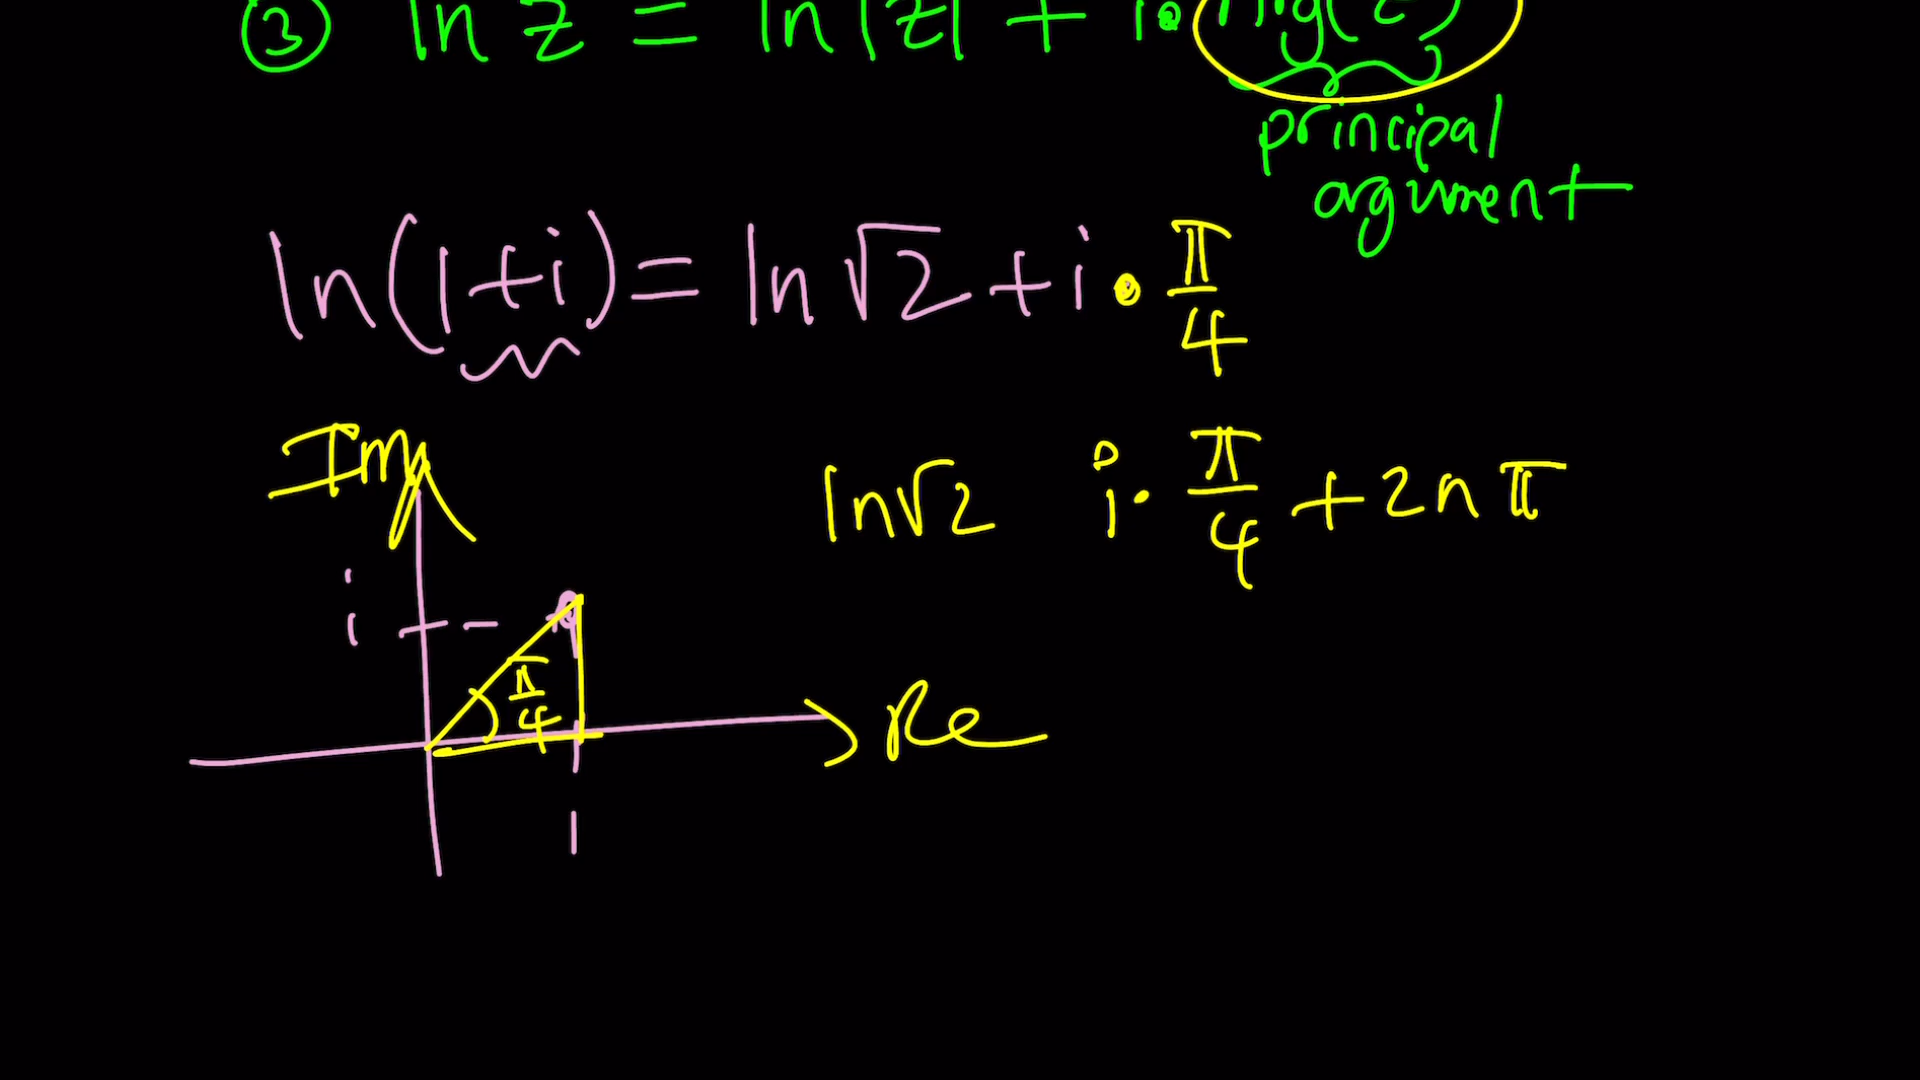 ③ ln z = ln|z| + i • Arg(z)
principal
argument
ln(1+i) = ln√2 + i • π/4
Im
ln√2 i • π/4 + 2nπ
i
π/4
Re
1